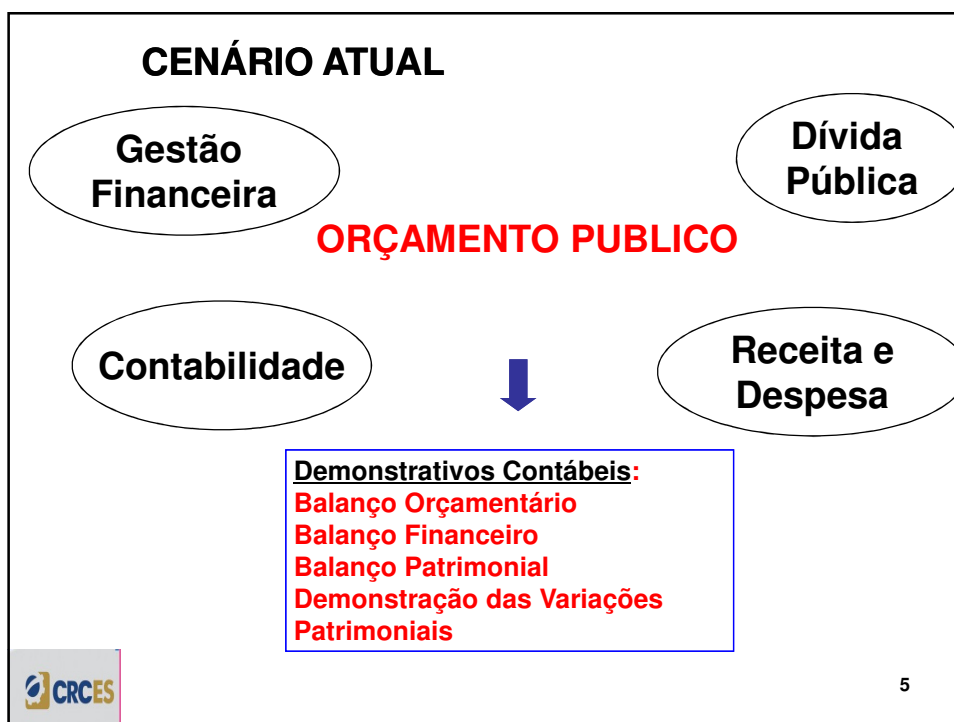 CENÁRIO ATUAL
Gestão
Financeira
Dívida
Pública
ORÇAMENTO PUBLICO
Contabilidade
Receita e
Despesa
Demonstrativos Contábeis:
Balanço Orçamentário
Balanço Financeiro
Balanço Patrimonial
Demonstração das Variações
Patrimoniais
CRCES
5